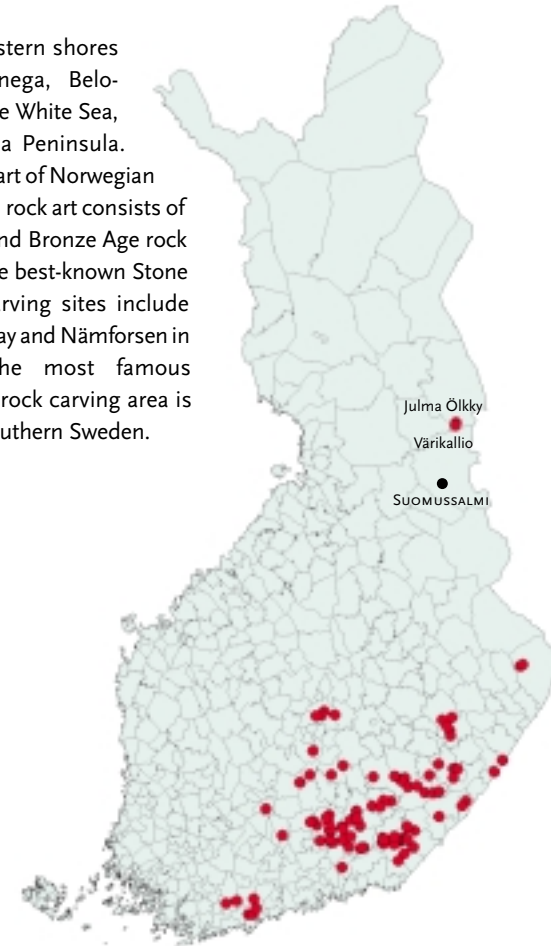 stern shores
nega, Belo-
e White Sea,
a Peninsula.
art of Norwegian
rock art consists of
nd Bronze Age rock
e best-known Stone
rving sites include
ay and Nämforsen in
he most famous
rock carving area is
uthern Sweden.
Julma Ölkky
Värikallio
SUOMUSSALMI